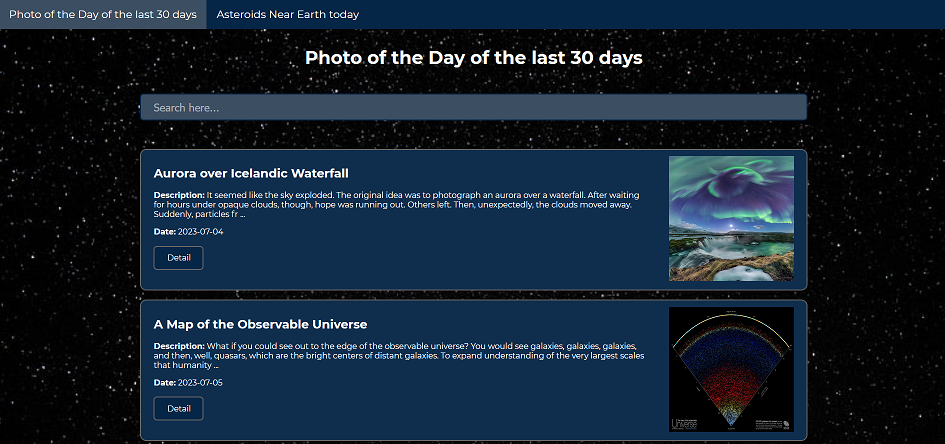 Photo of the Day of the last 30 days
Asteroids Near Earth today
Photo of the Day of the last 30 days
Search here...
Aurora over Icelandic Waterfall
Description: It seemed like the sky exploded. The original idea was to photograph an aurora over a waterfall. After waiting
for hours under opaque clouds, though, hope was running out. Others left. Then, unexpectedly, the clouds moved away.
Suddenly, particles fr ...
Date: 2023-07-04
Detail
A Map of the Observable Universe
Description: What if you could see out to the edge of the observable universe? You would see galaxies, galaxies, galaxies,
and then, well, quasars, which are the bright centers of distant galaxies. To expand understanding of the very largest scales
that humanity ...
Date: 2023-07-05
Detail
Universe